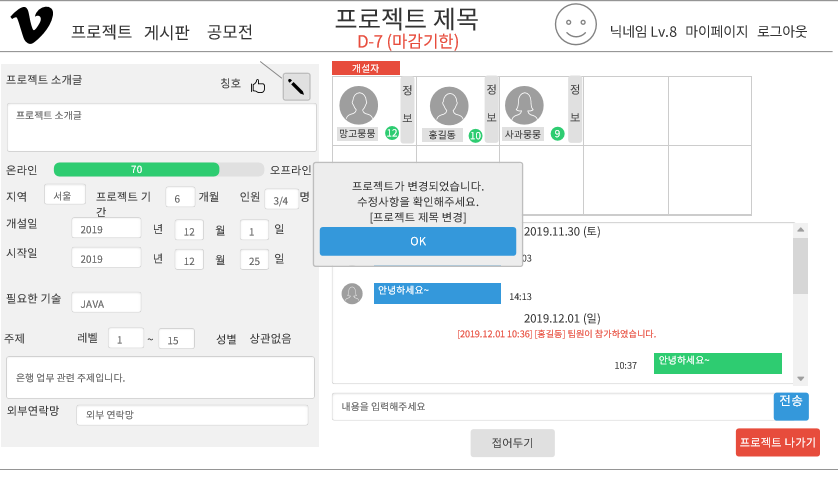 프로젝트 게시판 공모전
프로젝트 제목
D-7 (마감기한)
닉네임 Lv.8 마이페이지 로그아웃
프로젝트 소개글
칭호
프로젝트 소개글
온라인
70
오프라인
지역
서울
프로젝트 기간
6
개월
인원
3/4
명
개설일
2019
년
12
월
1
일
시작일
2019
년
12
월
25
일
필요한 기술
JAVA
주제
레벨
1
~
15
성별
상관없음
은행 업무 관련 주제입니다.
외부연락망
외부 연락망
개설자
정보
망고뭉뭉
12
정보
홍길동
10
정보
사과뭉뭉
9
프로젝트가 변경되었습니다.
수정사항을 확인해주세요.
[프로젝트 제목 변경]
OK
2019.11.30 (토)
:03
안녕하세요~
14:13
2019.12.01 (일)
[2019.12.01 10:36] [홍길동] 팀원이 참가하였습니다.
10:37
안녕하세요~
내용을 입력해주세요
전송
접어두기
프로젝트 나가기